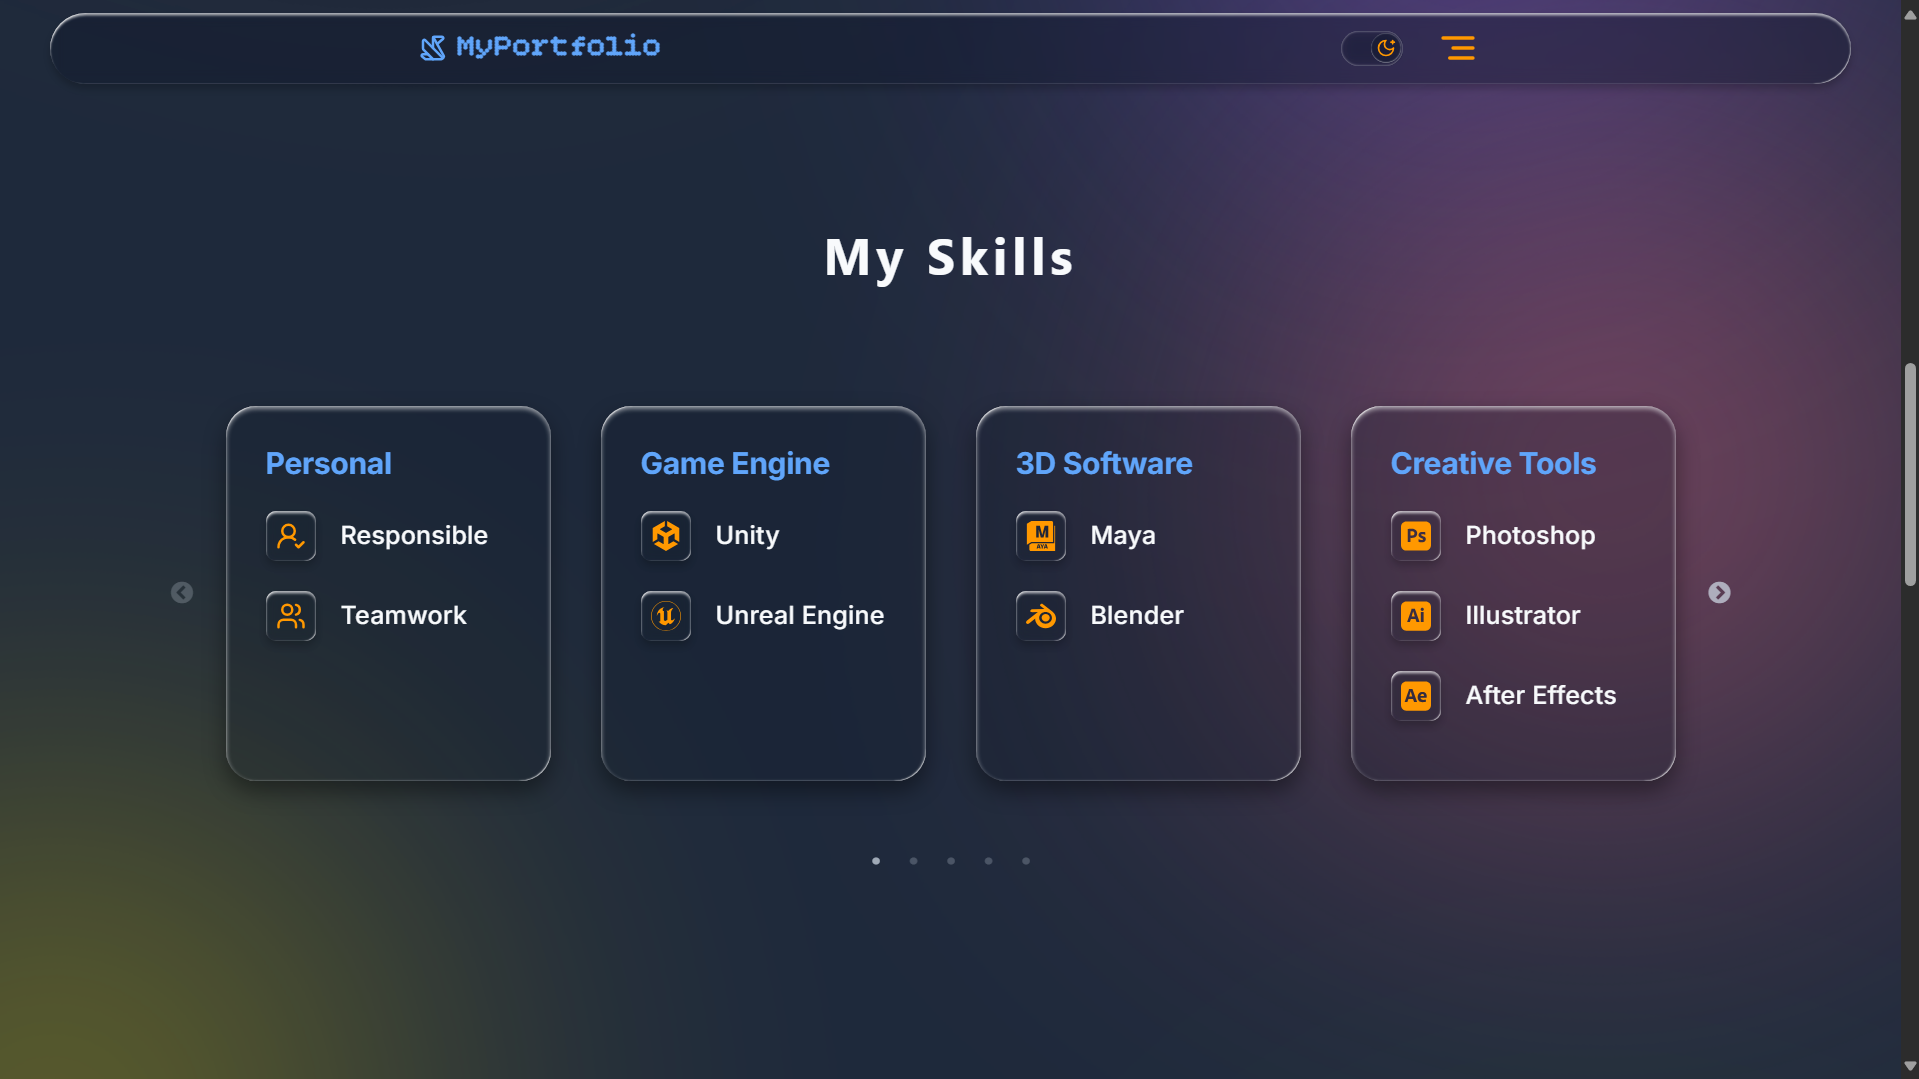 MyPortfolio
My Skills
Personal
Responsible
Teamwork
Game Engine
Unity
Unreal Engine
3D Software
M
AYA
Maya
Blender
Creative Tools
Ps
Photoshop
Ai
Illustrator
Ae
After Effects